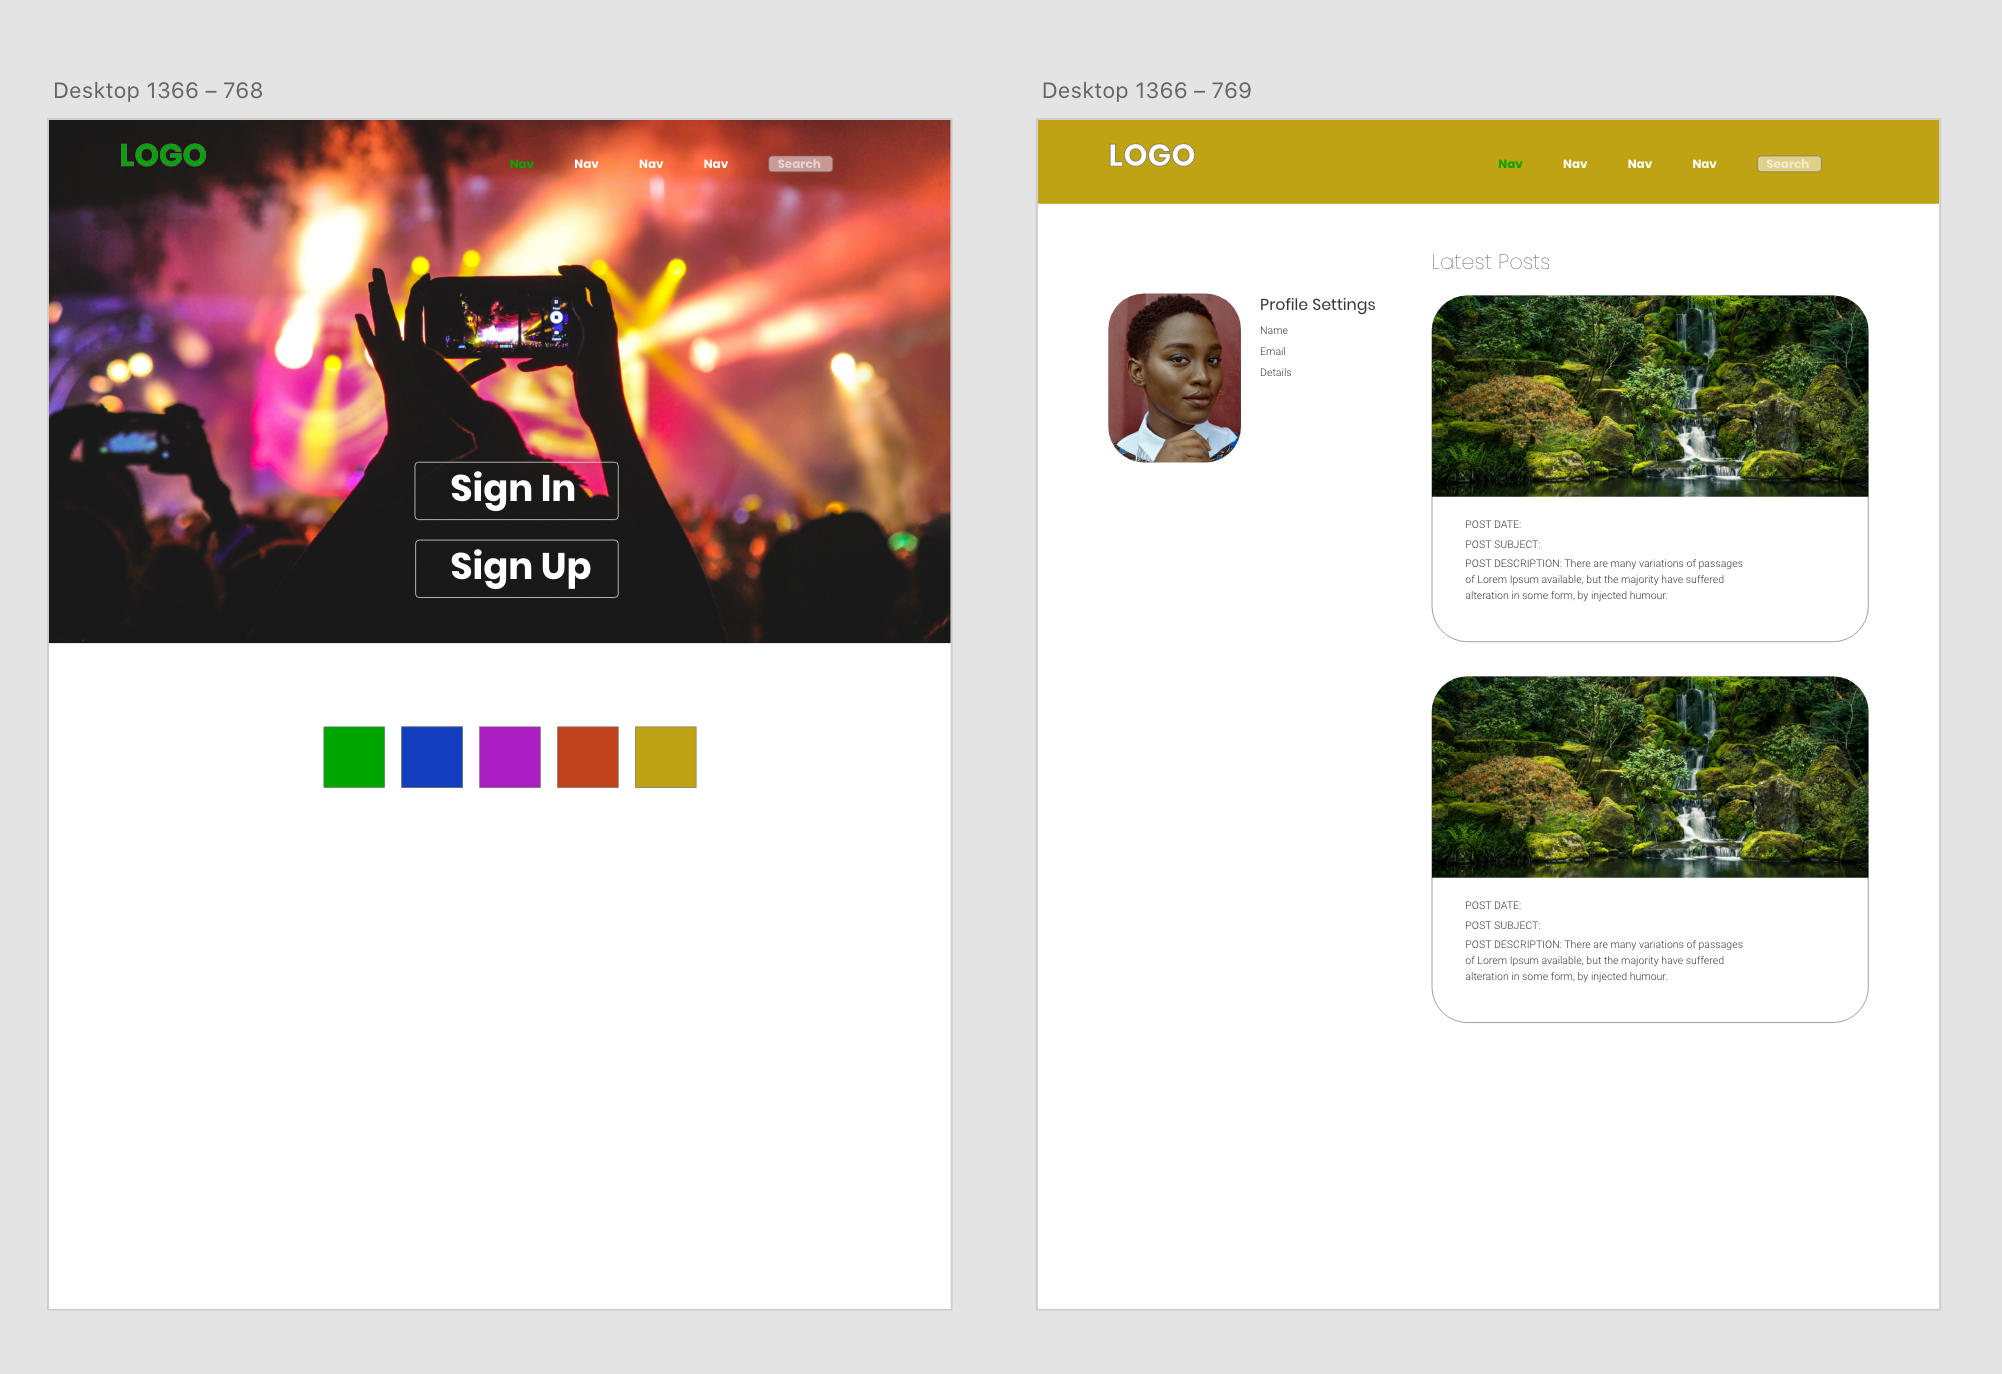 Desktop 1366 – 768
LOGO
Nav Nav Nav Nav Search
Sign In
Sign Up
Desktop 1366 – 769
LOGO
Nav Nav Nav Nav Search
Profile Settings
Name
Email
Details
Latest Posts
POST DATE:
POST SUBJECT:
POST DESCRIPTION: There are many variations of passages
of Lorem Ipsum available, but the majority have suffered
alteration in some form, by injected humour.
POST DATE:
POST SUBJECT:
POST DESCRIPTION: There are many variations of passages
of Lorem Ipsum available, but the majority have suffered
alteration in some form, by injected humour.